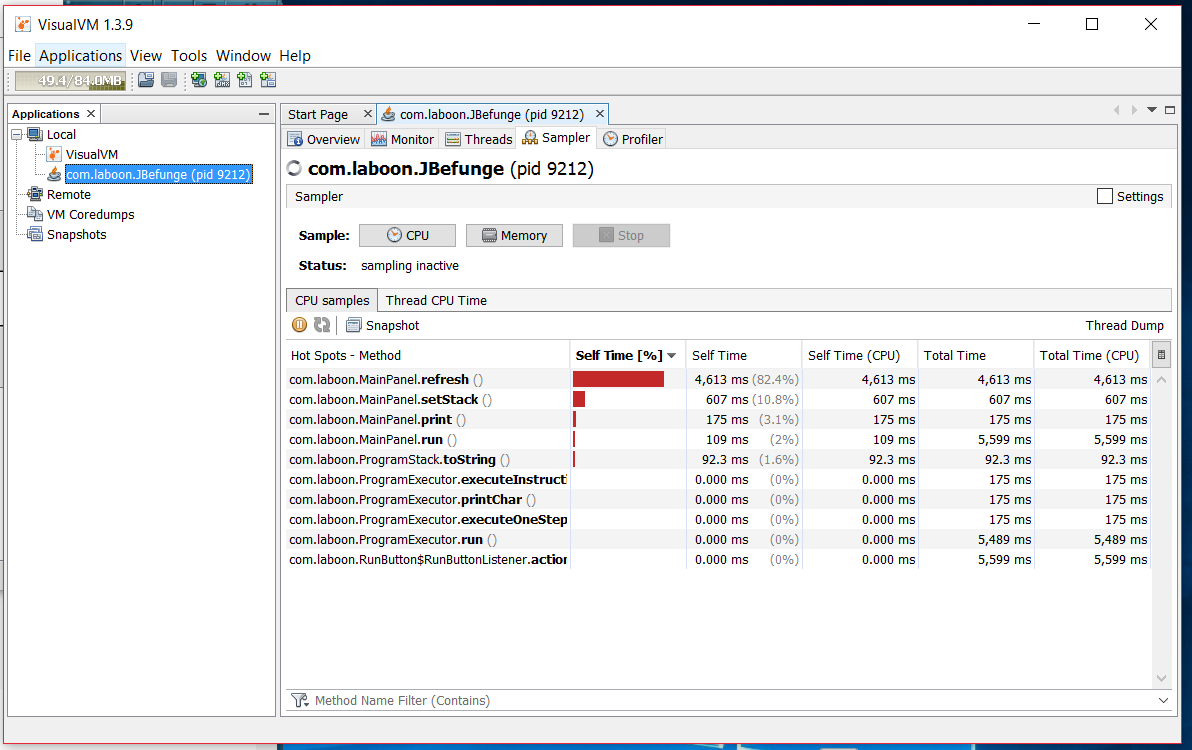 VisualVM 1.3.9
File Applications View Tools Window Help
49.4/84.0MB
Applications
Start Page com.laboon.JBefunge (pid 9212)
Local
VisualVM
com.laboon.JBefunge (pid 9212)
Remote
VM Coredumps
Snapshots
Overview Monitor Threads Sampler Profiler
com.laboon.JBefunge (pid 9212)
Sampler Settings
Sample: CPU Memory Stop
Status: sampling inactive
CPU samples Thread CPU Time
Snapshot Thread Dump
Hot Spots - Method Self Time [%] Self Time Self Time (CPU) Total Time Total Time (CPU)
com.laboon.MainPanel.refresh () 4,613 ms (82.4%) 4,613 ms 4,613 ms 4,613 ms
com.laboon.MainPanel.setStack () 607 ms (10.8%) 607 ms 607 ms 607 ms
com.laboon.MainPanel.print () 175 ms (3.1%) 175 ms 175 ms 175 ms
com.laboon.MainPanel.run () 109 ms (2%) 109 ms 5,599 ms 5,599 ms
com.laboon.ProgramStack.toString () 92.3 ms (1.6%) 92.3 ms 92.3 ms 92.3 ms
com.laboon.ProgramExecutor.executeInstructi 0.000 ms (0%) 0.000 ms 175 ms 175 ms
com.laboon.ProgramExecutor.printChar () 0.000 ms (0%) 0.000 ms 175 ms 175 ms
com.laboon.ProgramExecutor.executeOneStep 0.000 ms (0%) 0.000 ms 175 ms 175 ms
com.laboon.ProgramExecutor.run () 0.000 ms (0%) 0.000 ms 5,489 ms 5,489 ms
com.laboon.RunButton$RunButtonListener.action 0.000 ms (0%) 0.000 ms 5,599 ms 5,599 ms
Method Name Filter (Contains)